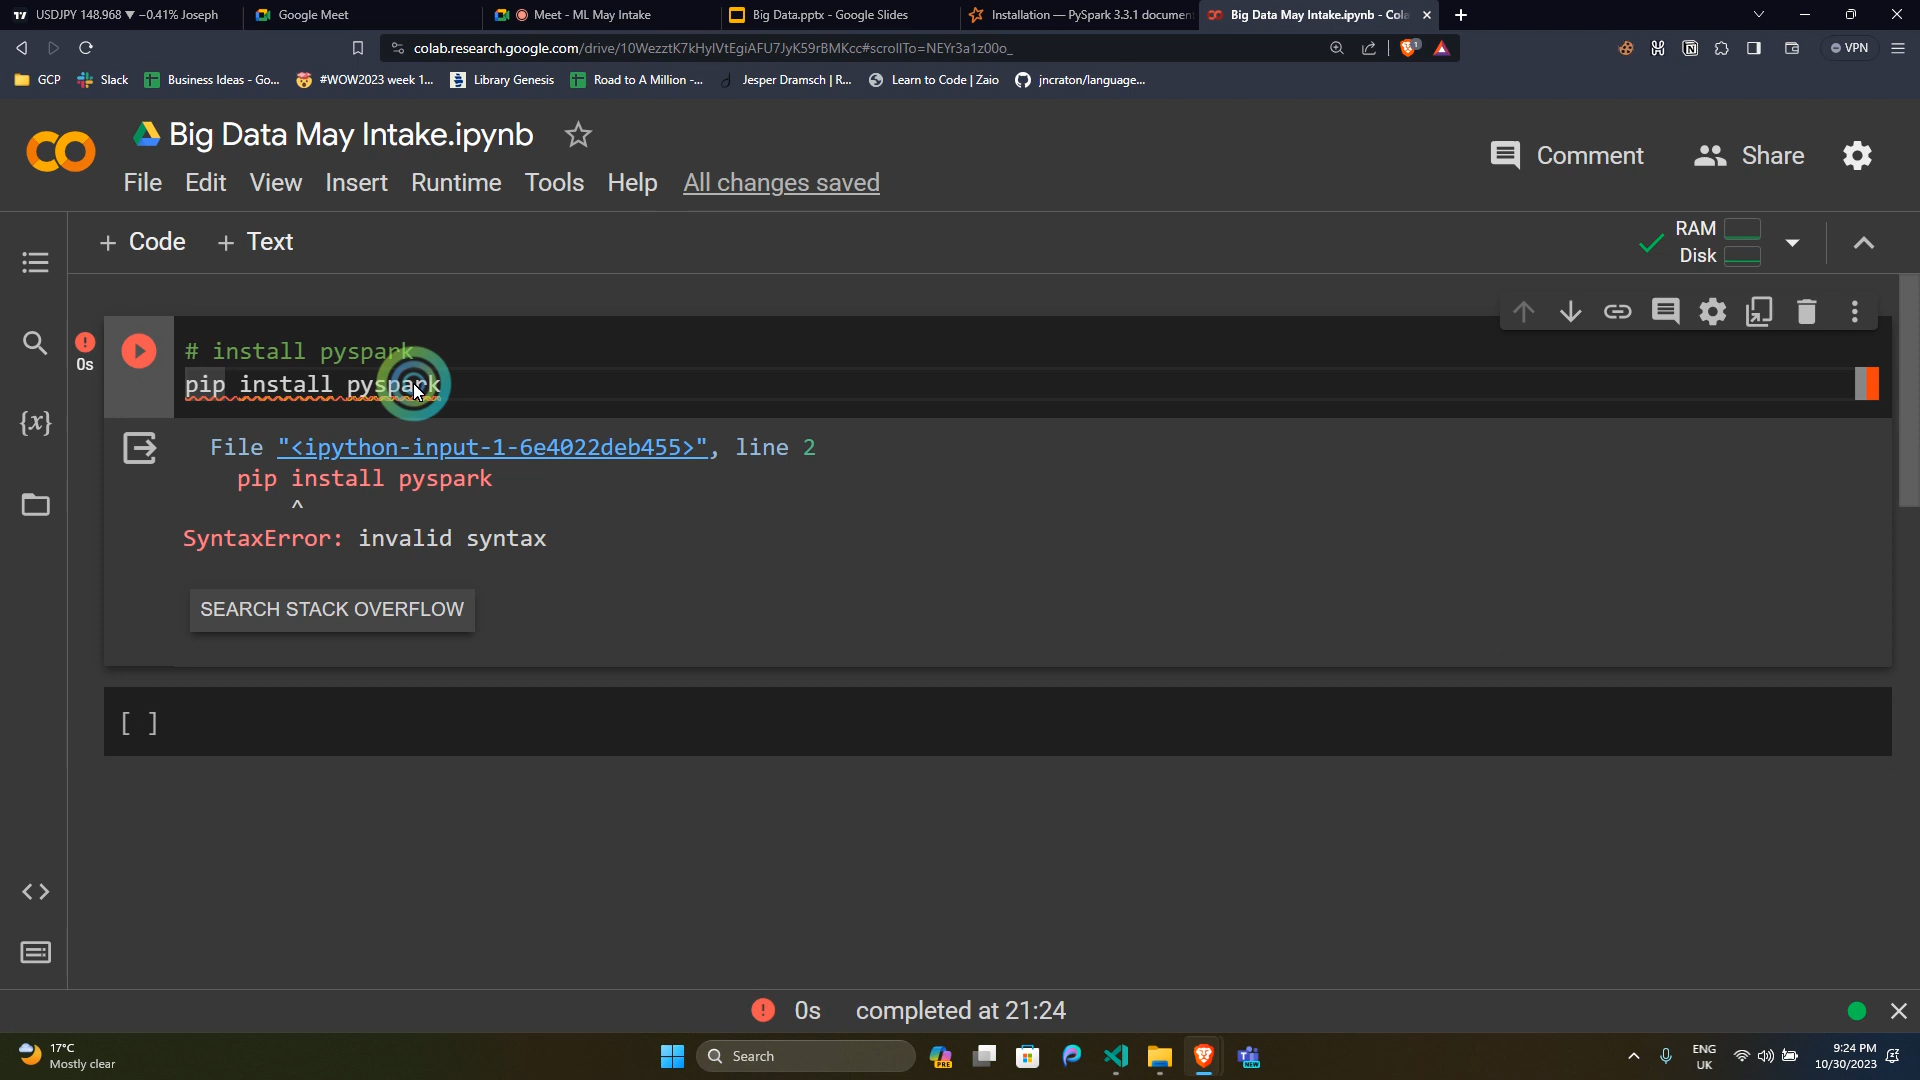 USDJPY 148.968 ▼ −0.41% Joseph
Google Meet
Meet - ML May Intake
Big Data.pptx - Google Slides
Installation — PySpark 3.3.1 documen
Big Data May Intake.ipynb - Cola
colab.research.google.com/drive/10WezztK7kHylVtEgiAFU7JyK59rBMKcc#scrollTo=NEYr3a1z00o_
VPN
GCP
Slack
Business Ideas - Go...
#WOW2023 week 1...
Library Genesis
Road to A Million -...
Jesper Dramsch | R...
Learn to Code | Zaio
jncraton/language...
Big Data May Intake.ipynb
File Edit View Insert Runtime Tools Help All changes saved
Comment
Share
+ Code + Text
RAM
Disk
0s
# install pyspark
pip install pyspark
File "<ipython-input-1-6e4022deb455>", line 2
pip install pyspark
^
SyntaxError: invalid syntax
SEARCH STACK OVERFLOW
{x}
[ ]
0s completed at 21:24
17°C
Mostly clear
Search
ENG
UK
9:24 PM
10/30/2023